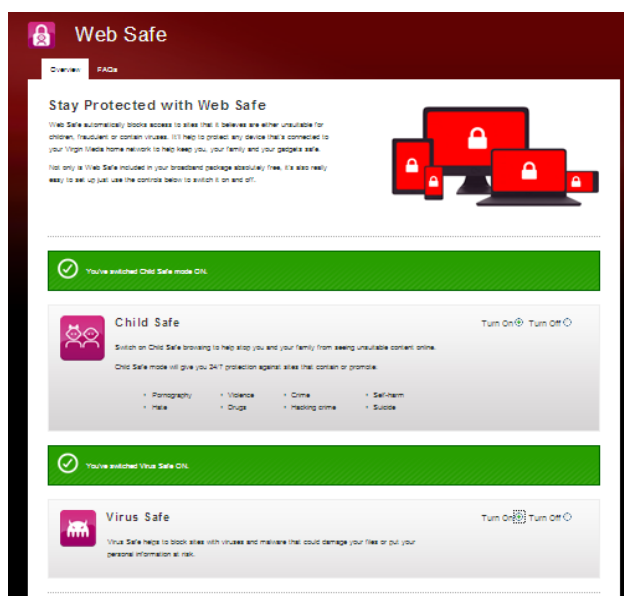 Web Safe
Overview FAQs
Stay Protected with Web Safe
Web Safe automatically blocks access to sites that it believes are either unsuitable for
children, fraudulent or contain viruses. It'll help to protect any device that's connected to
your Virgin Media home network to help keep you, your family and your gadgets safe.
Not only is Web Safe included in your broadband package absolutely free, it's also really
easy to set up just use the controls below to switch it on and off.
You've switched Child Safe mode ON.
Child Safe
Turn On Turn Off
Switch on Child Safe browsing to help stop you and your family from seeing unsuitable content online.
Child Safe mode will give you 24/7 protection against sites that contain or promote.
• Pornography • Violence • Crime • Self-harm
• Hate • Drugs • Hacking crime • Suicide
You've switched Virus Safe ON.
Virus Safe
Turn On Turn Off
Virus Safe helps to block sites with viruses and malware that could damage your files or put your
personal information at risk.